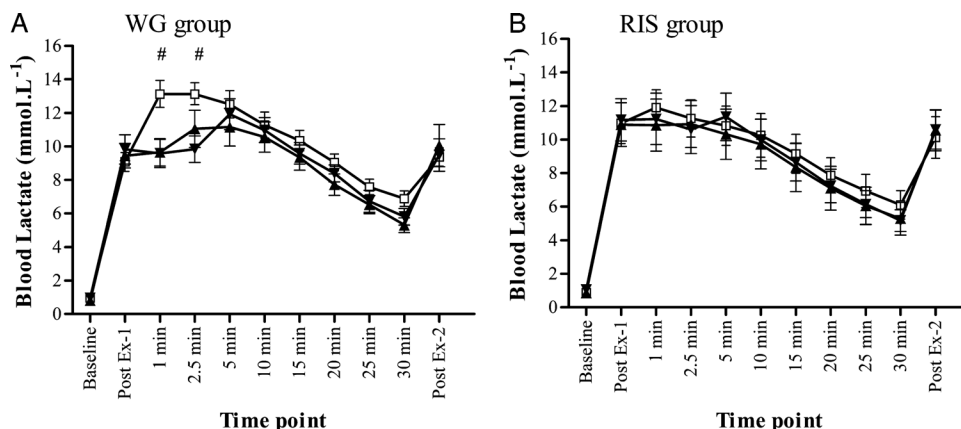 A WG group
# #
Blood Lactate (mmol.L⁻¹)
16
14
12
10
8
6
4
2
0
Baseline
Post Ex-1
1 min
2.5 min
5 min
10 min
15 min
20 min
25 min
30 min
Post Ex-2
Time point
B RIS group
Blood Lactate (mmol.L⁻¹)
16
14
12
10
8
6
4
2
0
Baseline
Post Ex-1
1 min
2.5 min
5 min
10 min
15 min
20 min
25 min
30 min
Post Ex-2
Time point